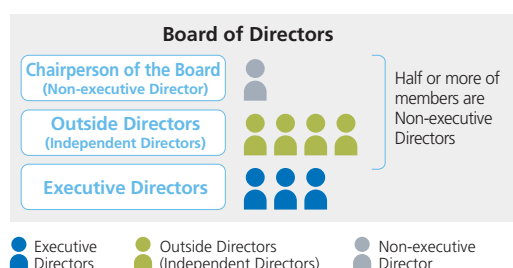 Board of Directors
Chairperson of the Board
(Non-executive Director)
Half or more of
members are
Non-executive
Directors
Outside Directors
(Independent Directors)
Executive Directors
Executive
Directors
Outside Directors
(Independent Directors)
Non-executive
Director